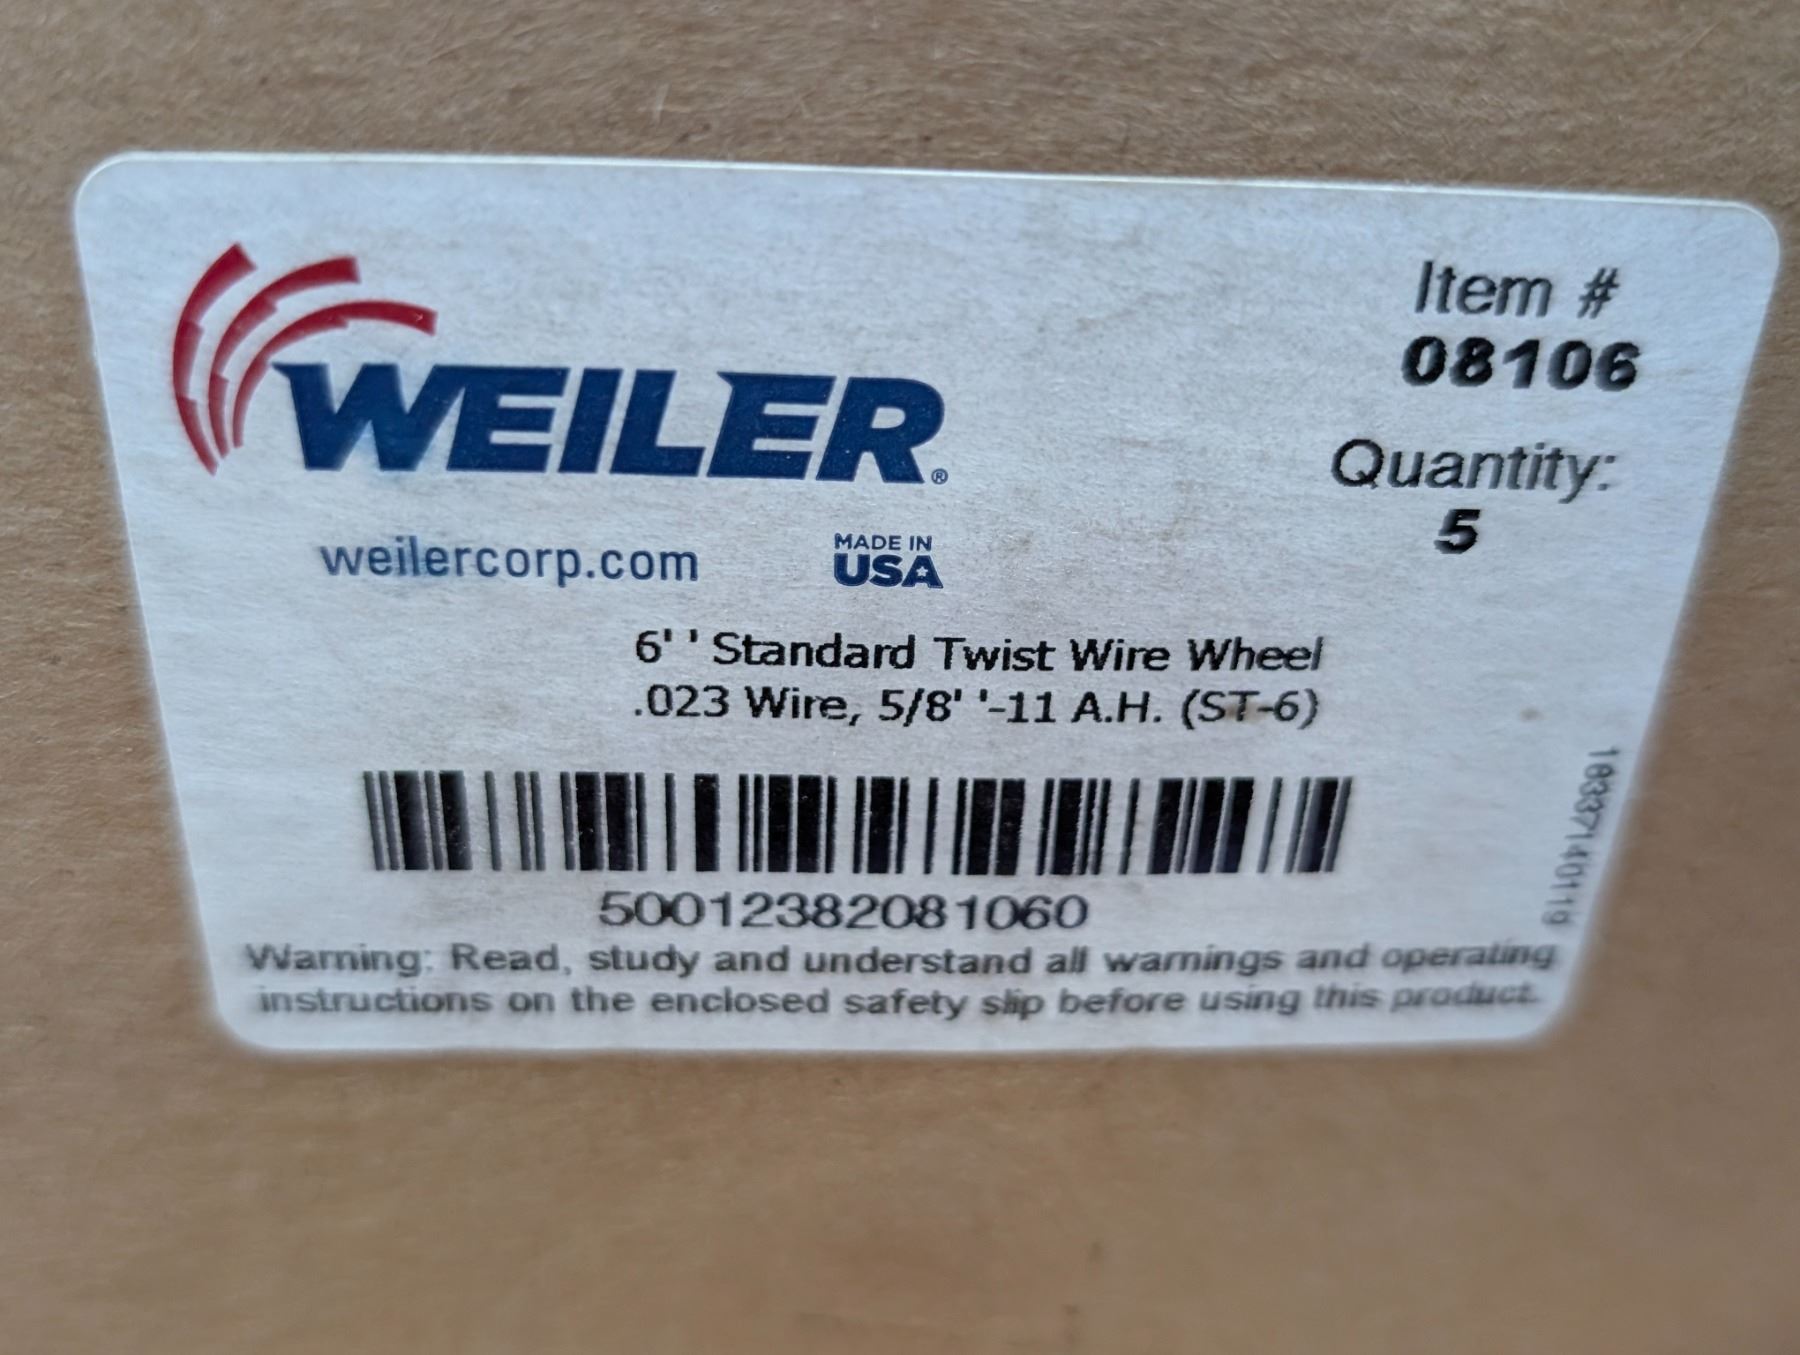 WEILER®
weilercorp.com
MADE IN
USA
Item #
08106
Quantity:
5
6'' Standard Twist Wire Wheel
.023 Wire, 5/8''-11 A.H. (ST-6)
50012382081060
Warning: Read, study and understand all warnings and operating
instructions on the enclosed safety slip before using this product.